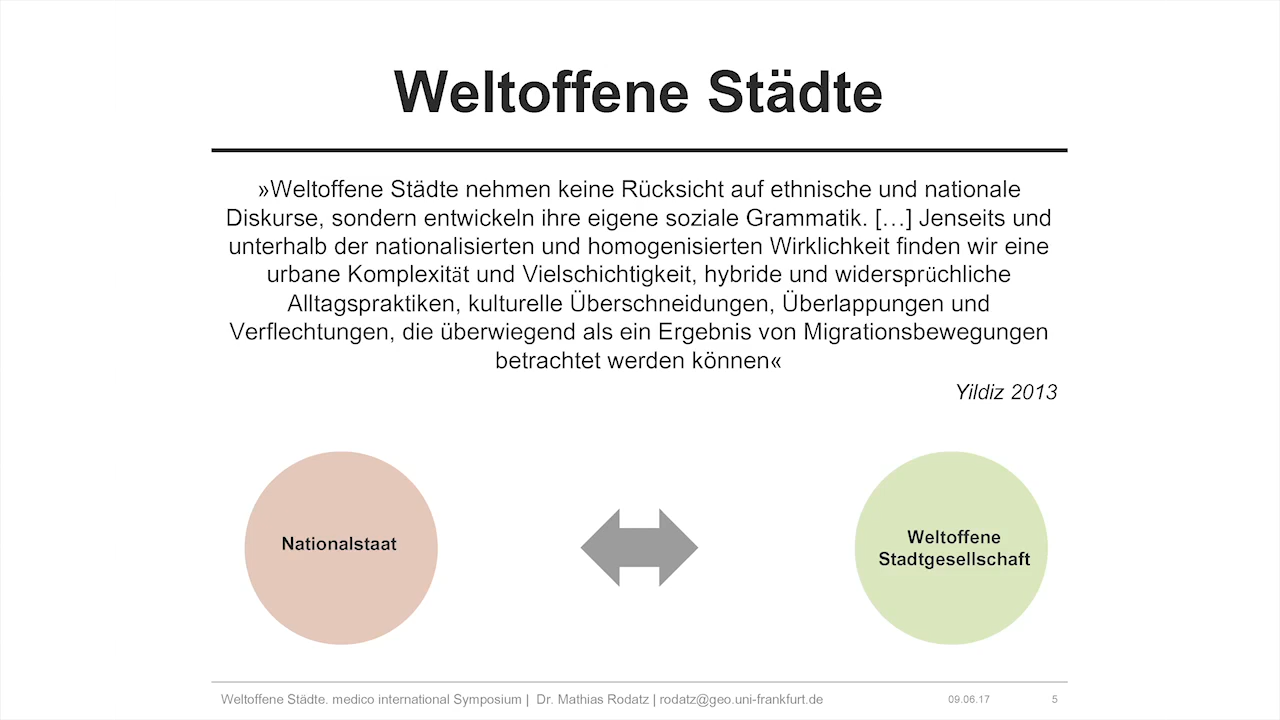 Weltoffene Städte
»Weltoffene Städte nehmen keine Rücksicht auf ethnische und nationale
Diskurse, sondern entwickeln ihre eigene soziale Grammatik. […] Jenseits und
unterhalb der nationalisierten und homogenisierten Wirklichkeit finden wir eine
urbane Komplexität und Vielschichtigkeit, hybride und widersprüchliche
Alltagspraktiken, kulturelle Überschneidungen, Überlappungen und
Verflechtungen, die überwiegend als ein Ergebnis von Migrationsbewegungen
betrachtet werden können«
Yildiz 2013
Nationalstaat
Weltoffene
Stadtgesellschaft
Weltoffene Städte. medico international Symposium | Dr. Mathias Rodatz | rodatz@geo.uni-frankfurt.de 09.06.17 5